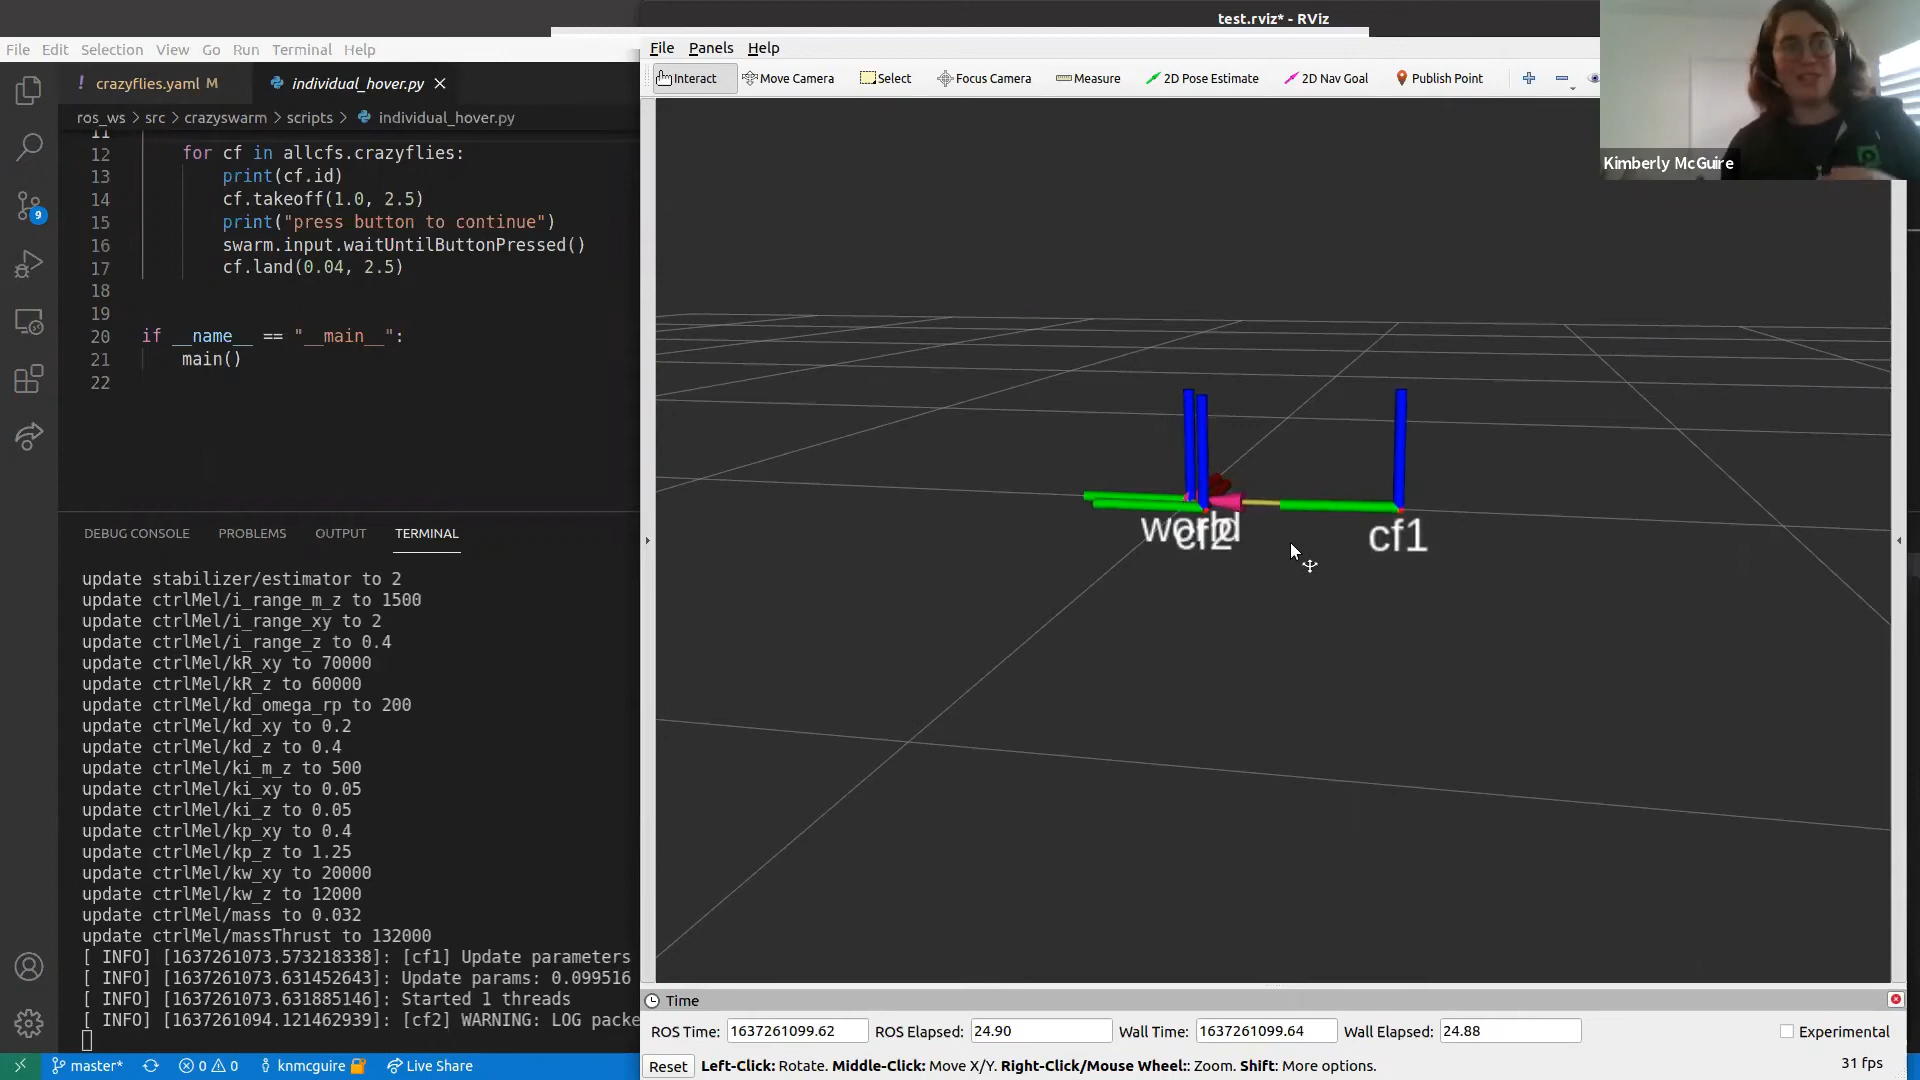 test.rviz* - RViz
File Edit Selection View Go Run Terminal Help
crazyflies.yaml M
individual_hover.py
ros_ws > src > crazyswarm > scripts > individual_hover.py
11
12 for cf in allcfs.crazyflies:
13 print(cf.id)
14 cf.takeoff(1.0, 2.5)
15 print("press button to continue")
16 swarm.input.waitUntilButtonPressed()
17 cf.land(0.04, 2.5)
18
19
20 if __name__ == "__main__":
21 main()
22
DEBUG CONSOLE PROBLEMS OUTPUT TERMINAL
update stabilizer/estimator to 2
update ctrlMel/i_range_m_z to 1500
update ctrlMel/i_range_xy to 2
update ctrlMel/i_range_z to 0.4
update ctrlMel/kR_xy to 70000
update ctrlMel/kR_z to 60000
update ctrlMel/kd_omega_rp to 200
update ctrlMel/kd_xy to 0.2
update ctrlMel/kd_z to 0.4
update ctrlMel/ki_m_z to 500
update ctrlMel/ki_xy to 0.05
update ctrlMel/ki_z to 0.05
update ctrlMel/kp_xy to 0.4
update ctrlMel/kp_z to 1.25
update ctrlMel/kw_xy to 20000
update ctrlMel/kw_z to 12000
update ctrlMel/mass to 0.032
update ctrlMel/massThrust to 132000
[ INFO] [1637261073.573218338]: [cf1] Update parameters
[ INFO] [1637261073.631452643]: Update params: 0.099516
[ INFO] [1637261073.631885146]: Started 1 threads
[ INFO] [1637261094.121462939]: [cf2] WARNING: LOG packe
9
master* 0 0 knmcguire Live Share
File Panels Help
Interact Move Camera Select Focus Camera Measure 2D Pose Estimate 2D Nav Goal Publish Point
Kimberly McGuire
world
cf2
cf1
Time
ROS Time: 1637261099.62 ROS Elapsed: 24.90 Wall Time: 1637261099.64 Wall Elapsed: 24.88 Experimental
Reset Left-Click: Rotate. Middle-Click: Move X/Y. Right-Click/Mouse Wheel:: Zoom. Shift: More options. 31 fps